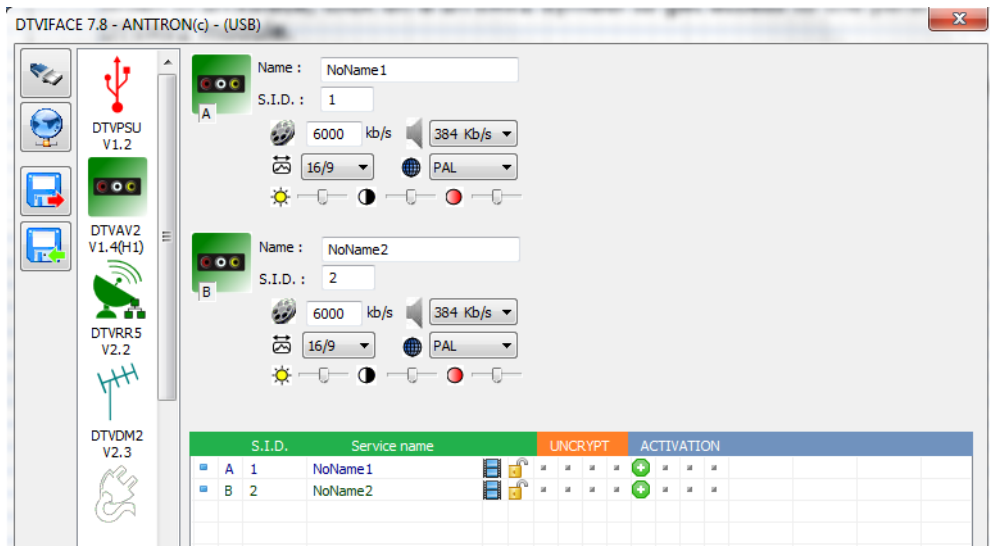 DTVIFACE 7.8 - ANTTRON(c) - (USB)
DTVPSU
V1.2
DTVAV2
V1.4(H1)
DTVRR5
V2.2
DTVDM2
V2.3
A
Name : NoName1
S.I.D. : 1
6000 kb/s 384 Kb/s
16/9 PAL
B
Name : NoName2
S.I.D. : 2
6000 kb/s 384 Kb/s
16/9 PAL
S.I.D. Service name UNCRYPT ACTIVATION
A 1 NoName1
B 2 NoName2